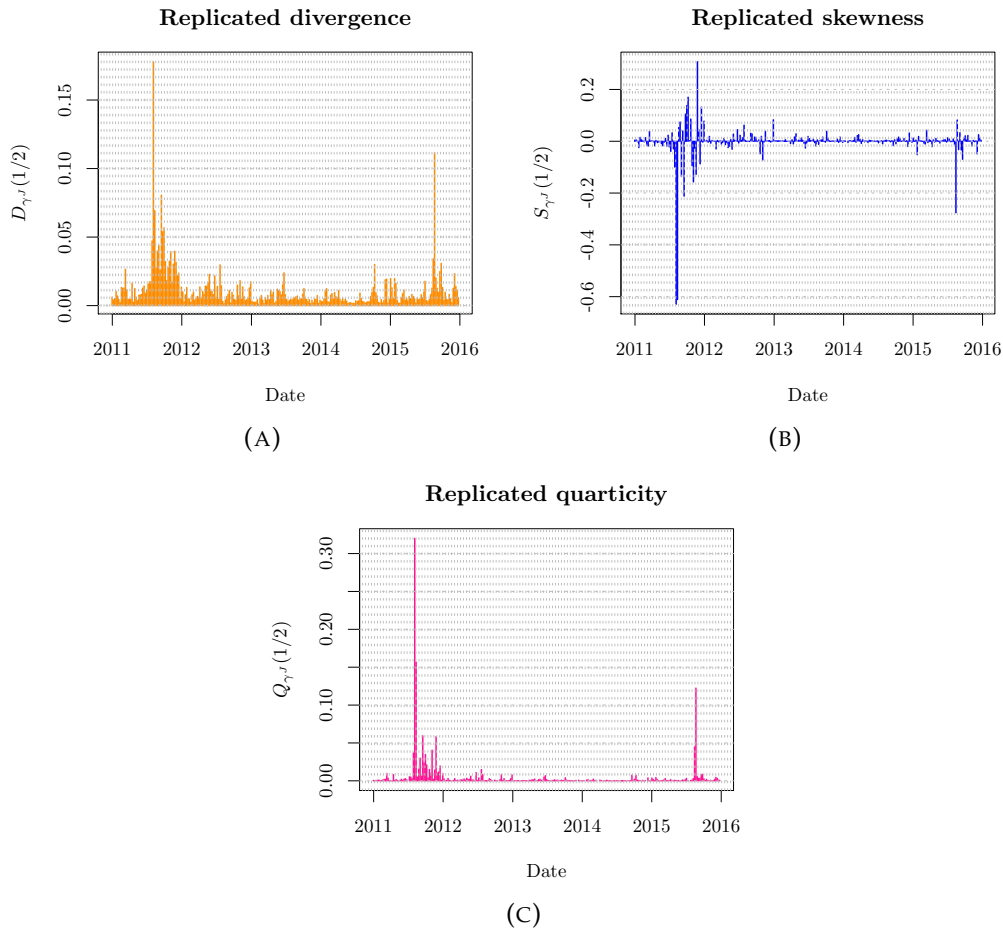 Replicated divergence
D_{γ^J}(1/2)
0.00 0.05 0.10 0.15
2011 2012 2013 2014 2015 2016
Date
(A)
Replicated skewness
S_{γ^J}(1/2)
-0.6 -0.4 -0.2 0.0 0.2
2011 2012 2013 2014 2015 2016
Date
(B)
Replicated quarticity
Q_{γ^J}(1/2)
0.00 0.10 0.20 0.30
2011 2012 2013 2014 2015 2016
Date
(C)